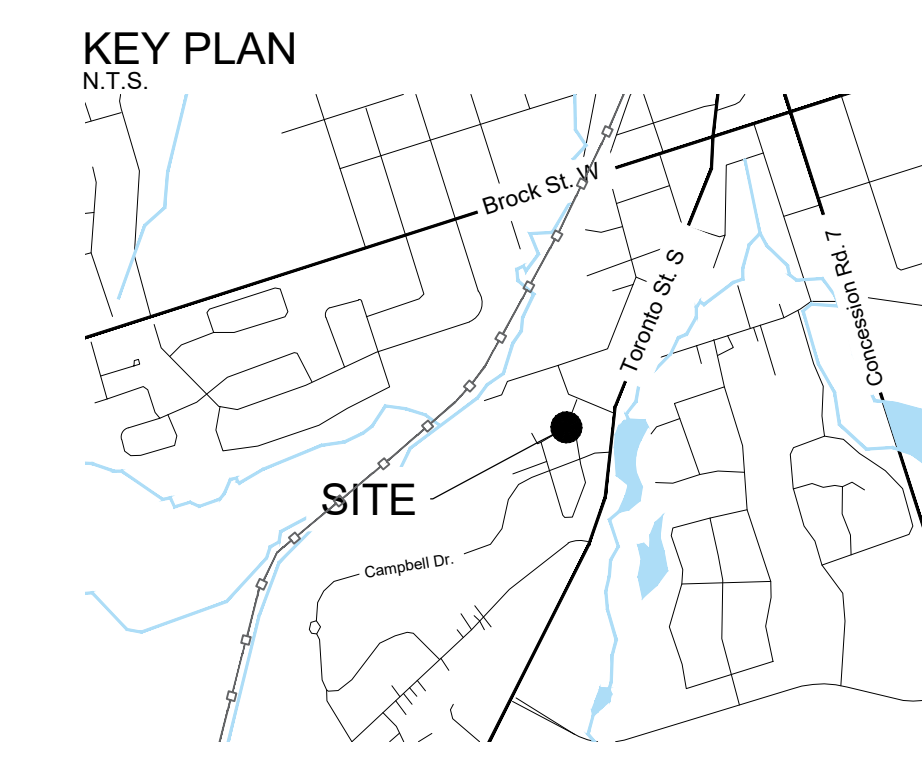 KEY PLAN
N.T.S.
Brock St. W
Toronto St. S
Concession Rd. 7
SITE
Campbell Dr.